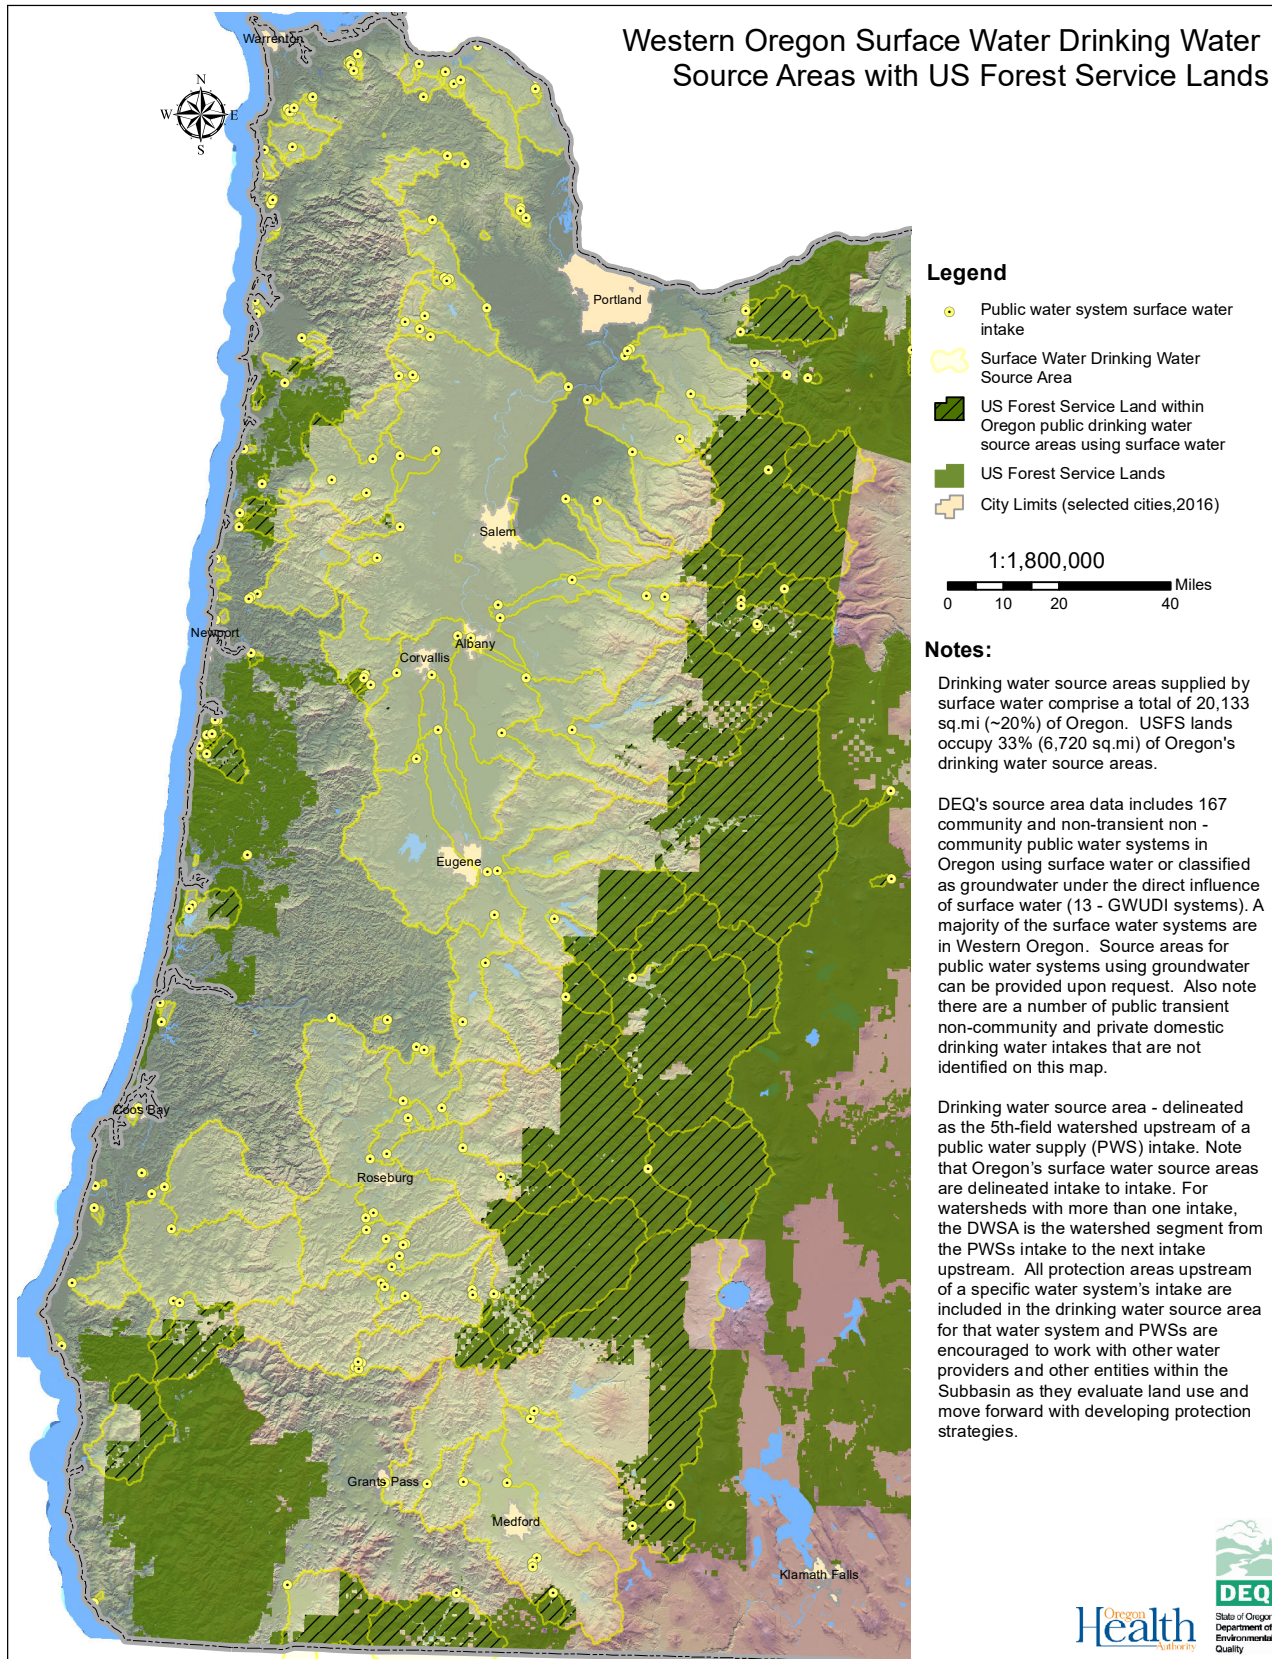 Western Oregon Surface Water Drinking Water
Source Areas with US Forest Service Lands
Warrenton
N
W E
S
Portland
Salem
Newport
Albany
Corvallis
Eugene
Coos Bay
Roseburg
Grants Pass
Medford
Klamath Falls
Legend
Public water system surface water
intake
Surface Water Drinking Water
Source Area
US Forest Service Land within
Oregon public drinking water
source areas using surface water
US Forest Service Lands
City Limits (selected cities,2016)
1:1,800,000
Miles
0 10 20 40
Notes:
Drinking water source areas supplied by
surface water comprise a total of 20,133
sq.mi (~20%) of Oregon. USFS lands
occupy 33% (6,720 sq.mi) of Oregon's
drinking water source areas.
DEQ's source area data includes 167
community and non-transient non -
community public water systems in
Oregon using surface water or classified
as groundwater under the direct influence
of surface water (13 - GWUDI systems). A
majority of the surface water systems are
in Western Oregon. Source areas for
public water systems using groundwater
can be provided upon request. Also note
there are a number of public transient
non-community and private domestic
drinking water intakes that are not
identified on this map.
Drinking water source area - delineated
as the 5th-field watershed upstream of a
public water supply (PWS) intake. Note
that Oregon’s surface water source areas
are delineated intake to intake. For
watersheds with more than one intake,
the DWSA is the watershed segment from
the PWSs intake to the next intake
upstream. All protection areas upstream
of a specific water system’s intake are
included in the drinking water source area
for that water system and PWSs are
encouraged to work with other water
providers and other entities within the
Subbasin as they evaluate land use and
move forward with developing protection
strategies.
Oregon
Health
Authority
DEQ
State of Oregon
Department of
Environmental
Quality